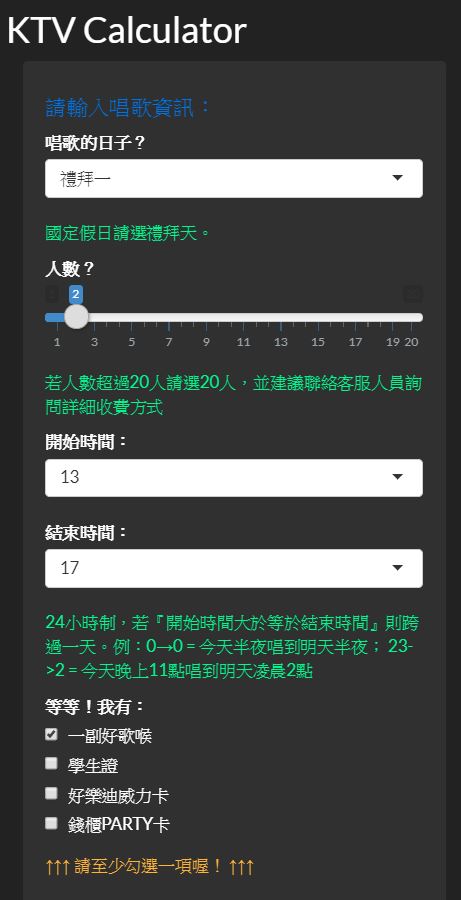 KTV Calculator
請輸入唱歌資訊：
唱歌的日子？
禮拜一
國定假日請選禮拜天。
人數？
2
1 3 5 7 9 11 13 15 17 19 20
若人數超過20人請選20人，並建議聯絡客服人員詢
問詳細收費方式
開始時間：
13
結束時間：
17
24小時制，若『開始時間大於等於結束時間』則跨
過一天。例：0→0 = 今天半夜唱到明天半夜； 23-
>2 = 今天晚上11點唱到明天凌晨2點
等等！我有：
一副好歌喉
學生證
好樂迪威力卡
錢櫃PARTY卡
↑↑↑ 請至少勾選一項喔！ ↑↑↑